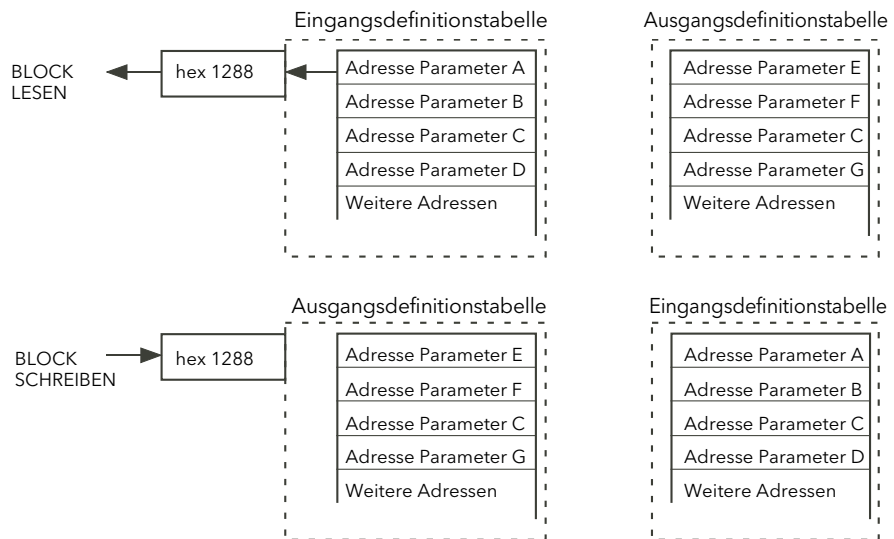 Eingangsdefinitionstabelle
Ausgangsdefinitionstabelle
BLOCK
LESEN
hex 1288
Adresse Parameter A
Adresse Parameter B
Adresse Parameter C
Adresse Parameter D
Weitere Adressen
Adresse Parameter E
Adresse Parameter F
Adresse Parameter C
Adresse Parameter G
Weitere Adressen
Ausgangsdefinitionstabelle
Eingangsdefinitionstabelle
BLOCK
SCHREIBEN
hex 1288
Adresse Parameter E
Adresse Parameter F
Adresse Parameter C
Adresse Parameter G
Weitere Adressen
Adresse Parameter A
Adresse Parameter B
Adresse Parameter C
Adresse Parameter D
Weitere Adressen